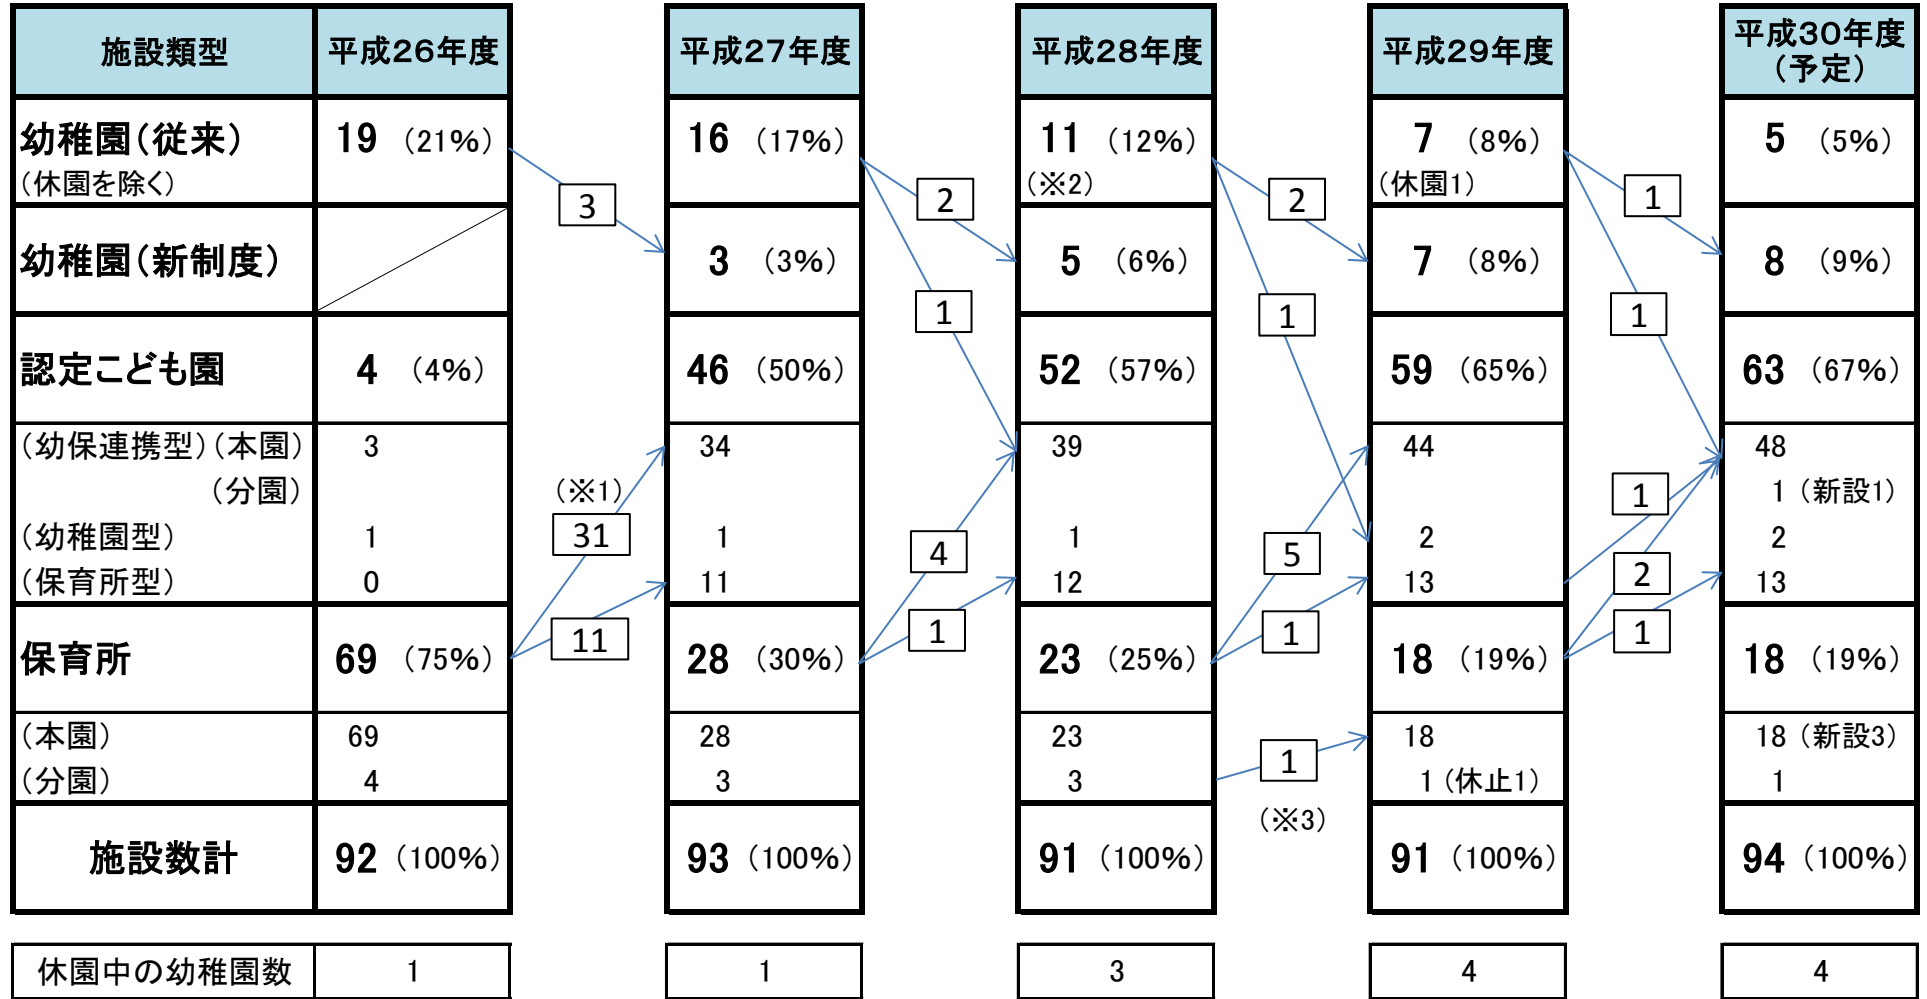 施設類型 平成26年度 平成27年度 平成28年度 平成29年度 平成30年度
(予定)
幼稚園(従来) 19 (21%) 16 (17%) 11 (12%) 7 (8%) 5 (5%)
(休園を除く) (※2) (休園1)
3 2 2 1
幼稚園(新制度) 3 (3%) 5 (6%) 7 (8%) 8 (9%)
1 1 1
認定こども園 4 (4%) 46 (50%) 52 (57%) 59 (65%) 63 (67%)
(幼保連携型)(本園) 3 34 39 44 48
(分園) (※1) 1 1 (新設1)
(幼稚園型) 1 31 1 4 1 5 2 2
(保育所型) 0 11 12 13 2 13
11 1 1 1
保育所 69 (75%) 28 (30%) 23 (25%) 18 (19%) 18 (19%)
(本園) 69 28 23 18 18 (新設3)
1
(分園) 4 3 3 1 (休止1) 1
(※3)
施設数計 92 (100%) 93 (100%) 91 (100%) 91 (100%) 94 (100%)
休園中の幼稚園数 1 1 3 4 4